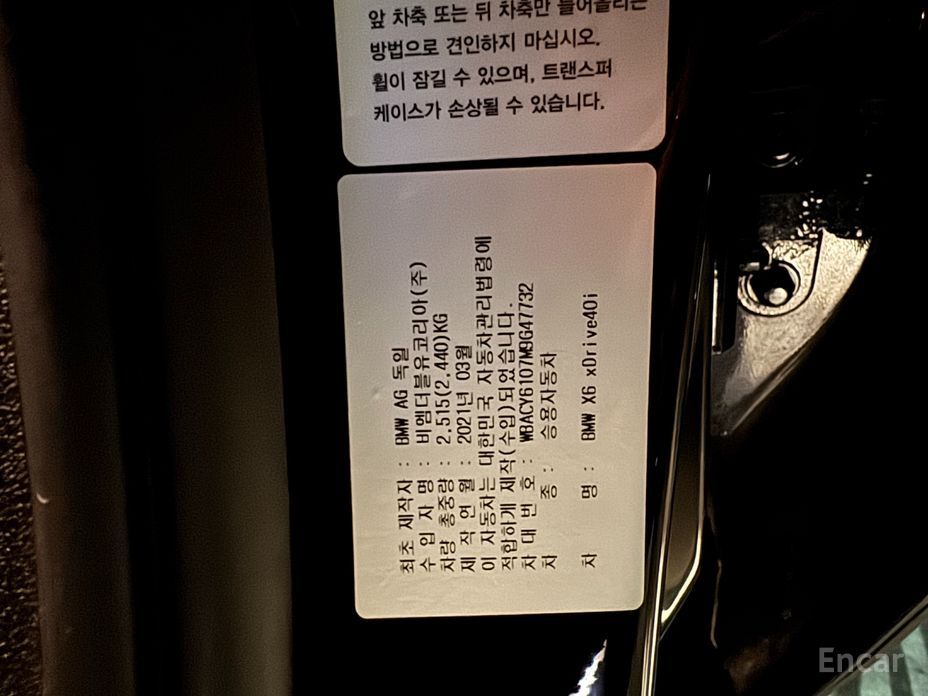 앞 차축 또는 뒤 차축만 들어올리는
방법으로 견인하지 마십시오.
휠이 잠길 수 있으며, 트랜스퍼
케이스가 손상될 수 있습니다.
최초 제작자 : BMW AG 독일
수 입 자 명 : 비엠더블유코리아(주)
차량 총중량 : 2,515(2,440)KG
제 작 연 월 : 2021년 03월
이 자동차는 대한민국 자동차관리법령에
적합하게 제작(수입)되었습니다.
차 대 번 호 : WBACY6107M9G47732
차 종 : 승용자동차
차 명 : BMW X6 xDrive40i
Encar